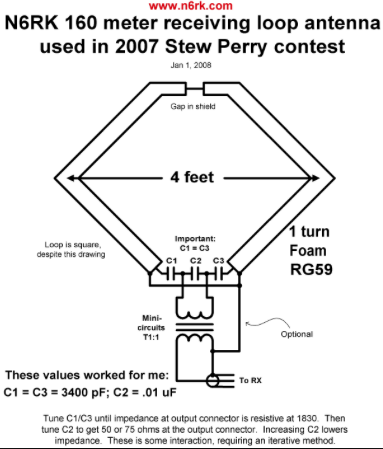 www.n6rk.com
N6RK 160 meter receiving loop antenna
used in 2007 Stew Perry contest
Jan 1, 2008
Gap in shield
4 feet
Loop is square,
despite this drawing
Important:
C1 = C3
C1 C2 C3
1 turn
Foam
RG59
Mini-
circuits
T1:1
Optional
To RX
These values worked for me:
C1 = C3 = 3400 pF; C2 = .01 uF
Tune C1/C3 until impedance at output connector is resistive at 1830. Then
tune C2 to get 50 or 75 ohms at the output connector. Increasing C2 lowers
impedance. These is some interaction, requiring an iterative method.